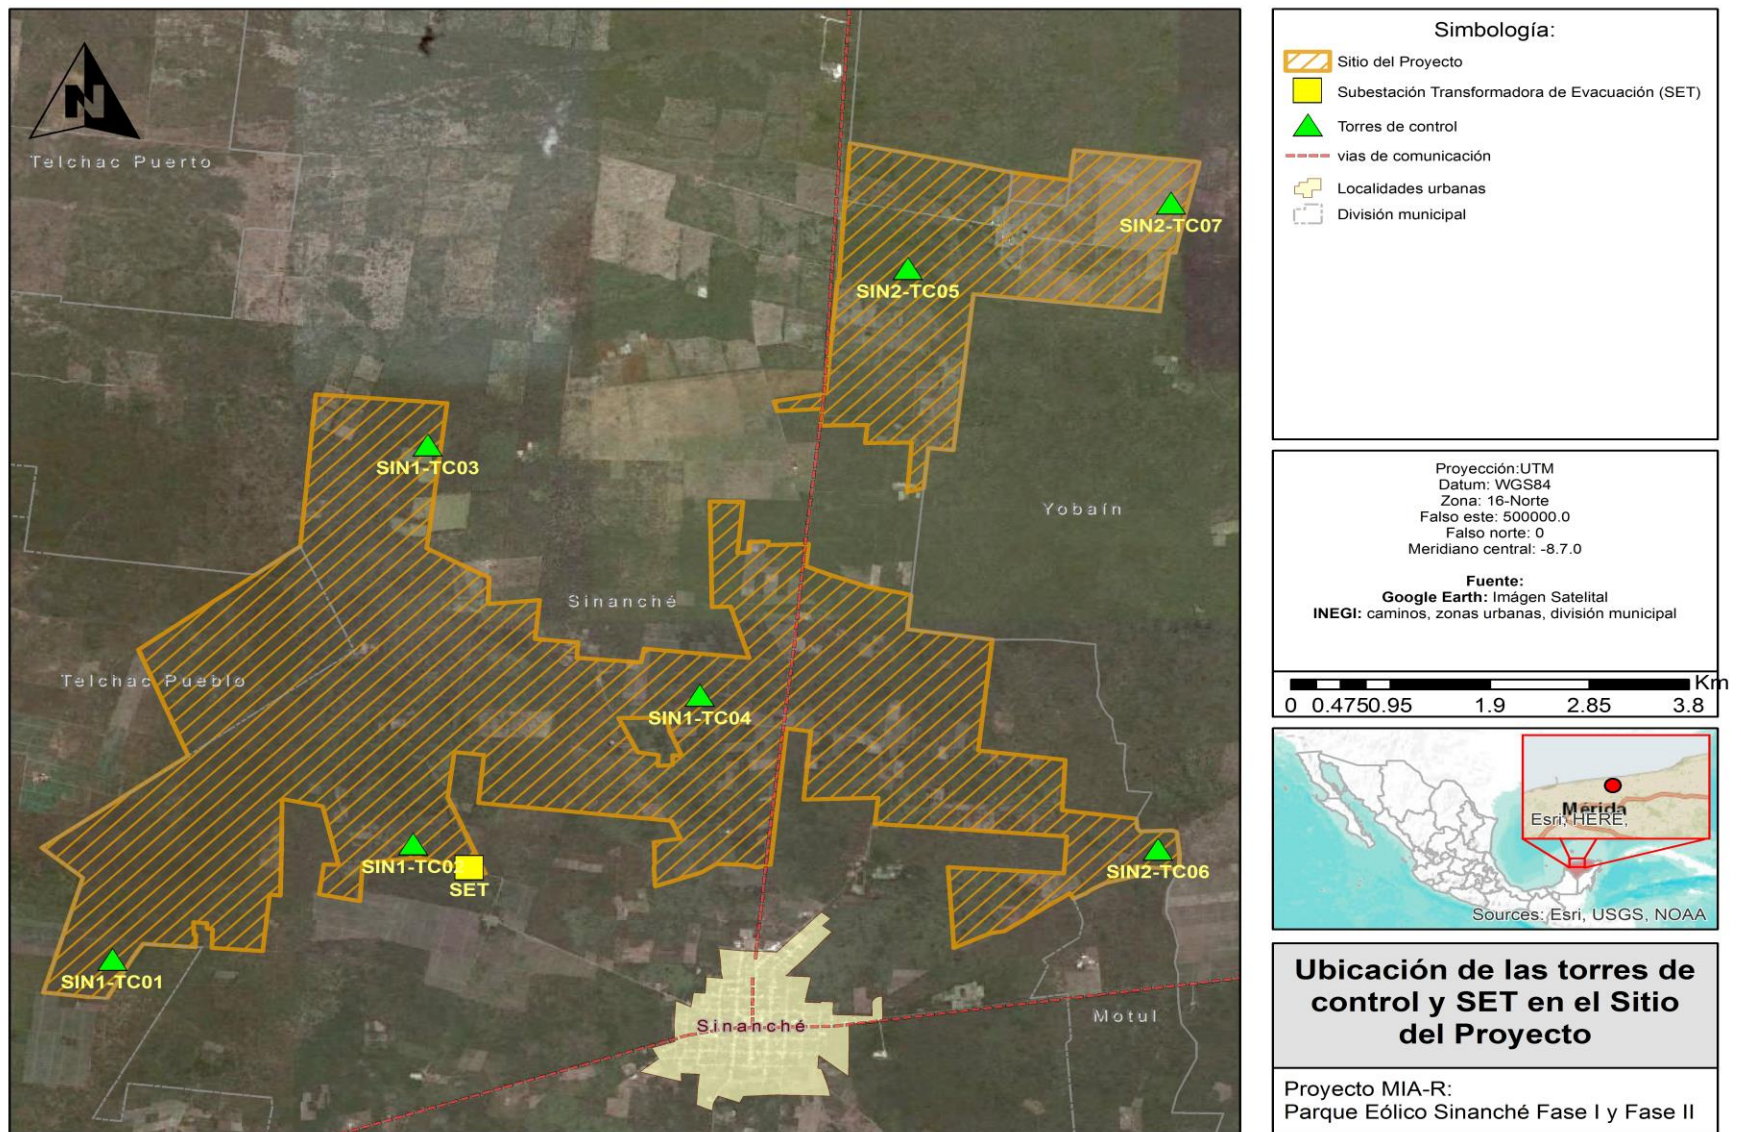 N
Telchac Puerto
SIN2-TC07
SIN2-TC05
SIN1-TC03
Yobaín
Sinanché
Telchac Pueblo
SIN1-TC04
SIN1-TC02
SET
SIN2-TC06
SIN1-TC01
Sinanché
Motul
Simbología:
Sitio del Proyecto
Subestación Transformadora de Evacuación (SET)
Torres de control
vias de comunicación
Localidades urbanas
División municipal
Proyección:UTM
Datum: WGS84
Zona: 16-Norte
Falso este: 500000.0
Falso norte: 0
Meridiano central: -8.7.0
Fuente:
Google Earth: Imágen Satelital
INEGI: caminos, zonas urbanas, división municipal
Km
0 0.475 0.95 1.9 2.85 3.8
Mérida
Esri, HERE,
Sources: Esri, USGS, NOAA
Ubicación de las torres de
control y SET en el Sitio
del Proyecto
Proyecto MIA-R:
Parque Eólico Sinanché Fase I y Fase II